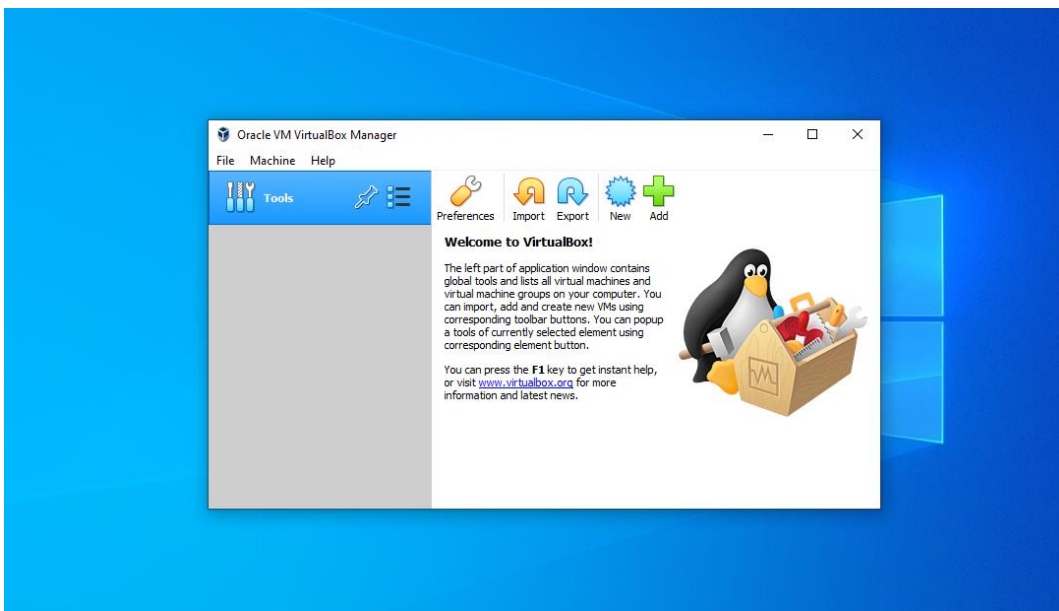 Oracle VM VirtualBox Manager
File Machine Help
Tools
Preferences Import Export New Add
Welcome to VirtualBox!
The left part of application window contains
global tools and lists all virtual machines and
virtual machine groups on your computer. You
can import, add and create new VMs using
corresponding toolbar buttons. You can popup
a tools of currently selected element using
corresponding element button.
You can press the F1 key to get instant help,
or visit www.virtualbox.org for more
information and latest news.